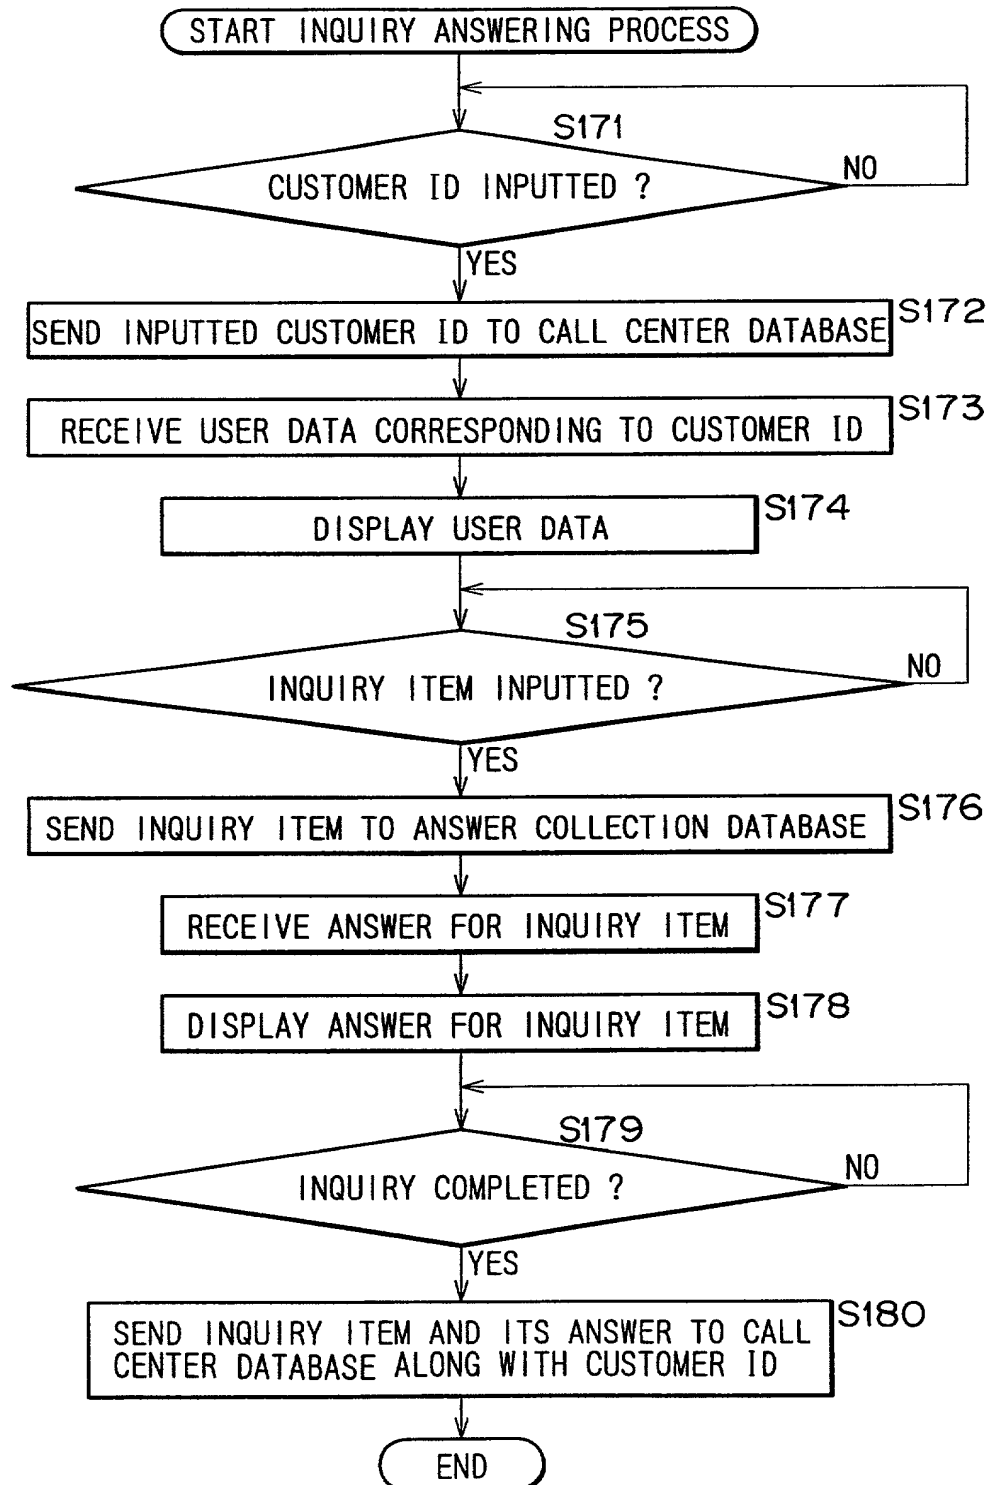 START INQUIRY ANSWERING PROCESS
S171
CUSTOMER ID INPUTTED ?
NO
YES
S172
SEND INPUTTED CUSTOMER ID TO CALL CENTER DATABASE
S173
RECEIVE USER DATA CORRESPONDING TO CUSTOMER ID
S174
DISPLAY USER DATA
S175
INQUIRY ITEM INPUTTED ?
NO
YES
S176
SEND INQUIRY ITEM TO ANSWER COLLECTION DATABASE
S177
RECEIVE ANSWER FOR INQUIRY ITEM
S178
DISPLAY ANSWER FOR INQUIRY ITEM
S179
INQUIRY COMPLETED ?
NO
YES
S180
SEND INQUIRY ITEM AND ITS ANSWER TO CALL
CENTER DATABASE ALONG WITH CUSTOMER ID
END